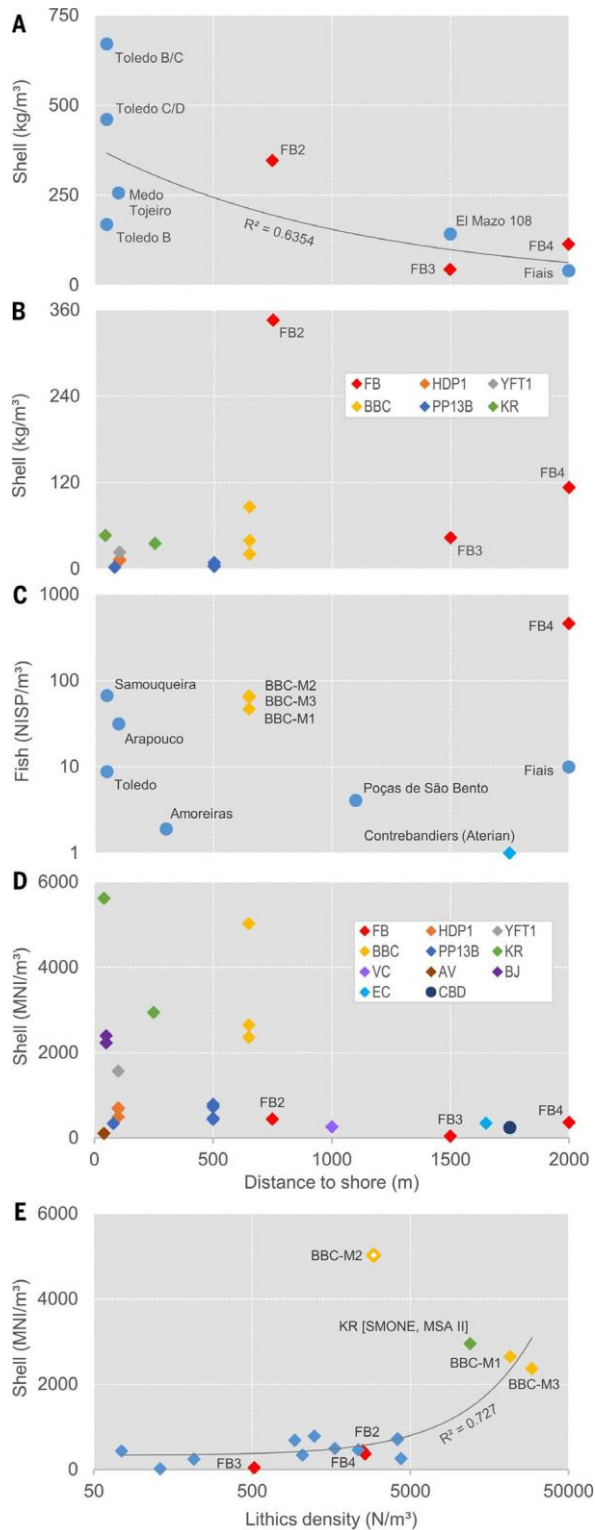 A
Shell (kg/m³)
750
500
250
0
Toledo B/C
Toledo C/D
Medo
Tojeiro
Toledo B
FB2
R² = 0.6354
El Mazo 108
FB3
FB4
Fiais
B
Shell (kg/m³)
360
240
120
0
FB2
FB
HDP1
YFT1
BBC
PP13B
KR
FB4
FB3
C
Fish (NISP/m³)
1000
100
10
1
FB4
Samouqueira
BBC-M2
BBC-M3
BBC-M1
Arapouco
Toledo
Amoreiras
Poças de São Bento
Fiais
Contrebandiers (Aterian)
D
Shell (MNI/m³)
6000
4000
2000
0
FB
HDP1
YFT1
BBC
PP13B
KR
VC
AV
BJ
EC
CBD
FB2
FB3
FB4
0
500
1000
1500
2000
Distance to shore (m)
E
Shell (MNI/m³)
6000
4000
2000
0
BBC-M2
KR [SMONE, MSA II]
BBC-M1
BBC-M3
R² = 0.727
FB2
FB3
FB4
50
500
5000
50000
Lithics density (N/m³)